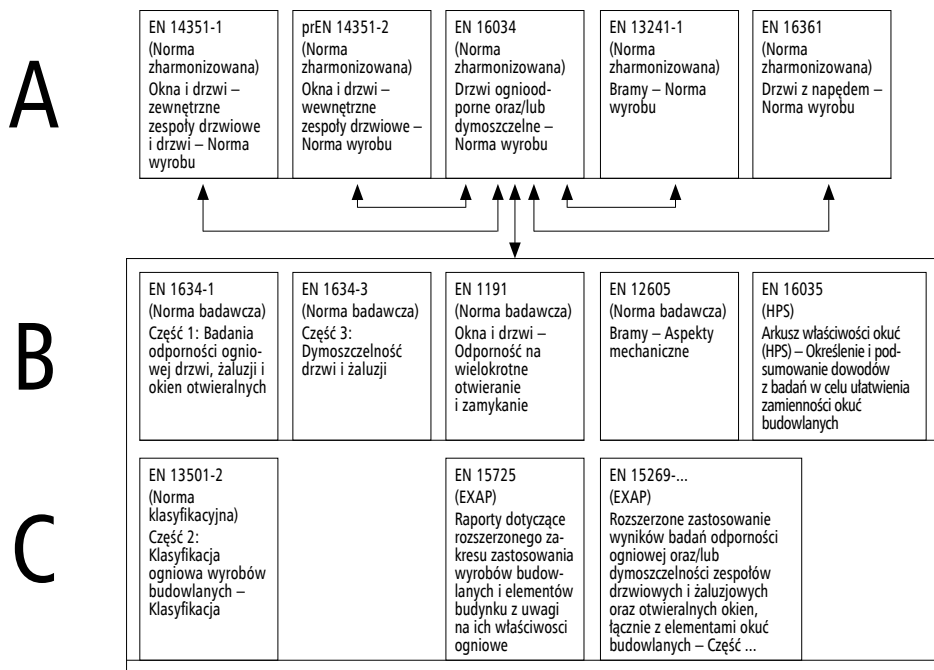 A
EN 14351-1
(Norma
zharmonizowana)
Okna i drzwi –
zewnętrzne
zespoły drzwiowe
i drzwi – Norma
wyrobu
prEN 14351-2
(Norma
zharmonizowana)
Okna i drzwi –
wewnętrzne
zespoły drzwiowe –
Norma wyrobu
EN 16034
(Norma
zharmonizowana)
Drzwi ogniood-
porne oraz/lub
dymoszczelne –
Norma wyrobu
EN 13241-1
(Norma
zharmonizowana)
Bramy – Norma
wyrobu
EN 16361
(Norma
zharmonizowana)
Drzwi z napędem –
Norma wyrobu
B
EN 1634-1
(Norma badawcza)
Część 1: Badania
odporności ognio-
wej drzwi, żaluzji i
okien otwieralnych
EN 1634-3
(Norma badawcza)
Część 3:
Dymoszczelność
drzwi i żaluzji
EN 1191
(Norma badawcza)
Okna i drzwi –
Odporność na
wielokrotne
otwieranie
i zamykanie
EN 12605
(Norma badawcza)
Bramy – Aspekty
mechaniczne
EN 16035
(HPS)
Arkusz właściwości okuć
(HPS) – Określenie i pod-
sumowanie dowodów
z badań w celu ułatwienia
zamienności okuć
budowlanych
C
EN 13501-2
(Norma
klasyfikacyjna)
Część 2:
Klasyfikacja
ogniowa wyrobów
budowlanych –
Klasyfikacja
EN 15725
(EXAP)
Raporty dotyczące
rozszerzonego za-
kresu zastosowania
wyrobów budow-
lanych i elementów
budynku z uwagi
na ich właściwosci
ogniowe
EN 15269-...
(EXAP)
Rozszerzone zastosowanie
wyników badań odporności
ogniowej oraz/lub
dymoszczelności zespołów
drzwiowych i żaluzjowych
oraz otwieralnych okien,
łącznie z elementami okuć
budowlanych – Część ...